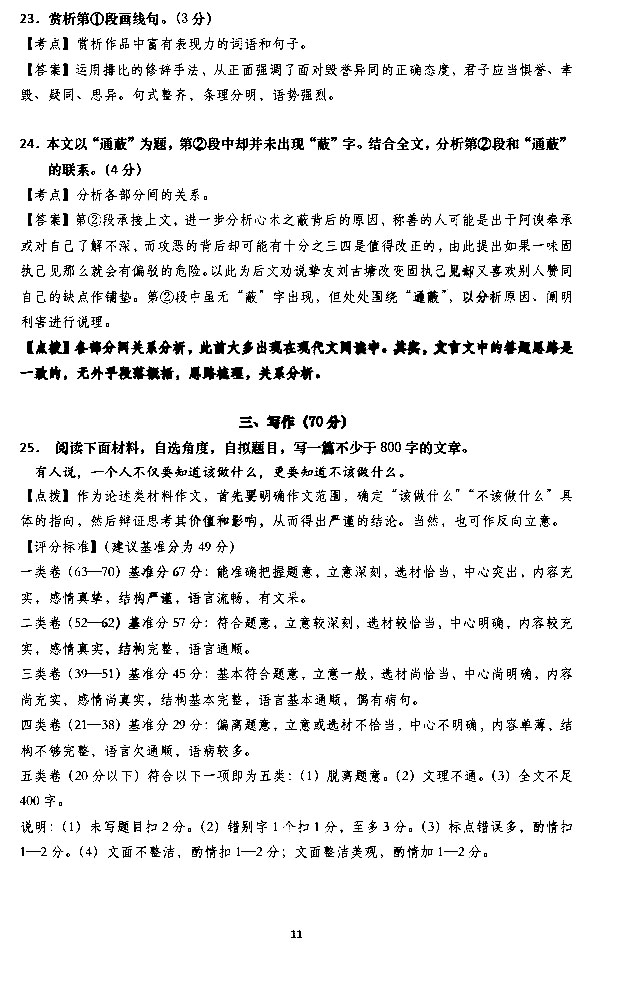 23．赏析第①段画线句。（3 分）
【考点】赏析作品中富有表现力的词语和句子。
【答案】运用排比的修辞手法，从正面强调了面对毁誉异同的正确态度，君子应当惧誉、幸
毁、疑同、思异。句式整齐，条理分明，语势强烈。
24．本文以“通蔽”为题，第②段中却并未出现“蔽”字。结合全文，分析第②段和“通蔽”
的联系。（4 分）
【考点】分析各部分间的关系。
【答案】第②段承接上文，进一步分析心术之蔽背后的原因，称善的人可能是出于阿谀奉承
或对自己了解不深，而攻恶的背后却可能有十分之三四是值得改正的，由此提出如果一味固
执己见那么就会有偏驳的危险。以此为后文劝说挚友刘古塘改变固执己见却又喜欢别人赞同
自己的缺点作铺垫。第②段中虽无“蔽”字出现，但处处围绕“通蔽”，以分析原因、阐明
利害进行说理。
【点拨】各部分间关系分析，此前大多出现在现代文阅读中。其实，文言文中的答题思路是
一致的，无外乎段落概括，思路梳理，关系分析。
三、写作（70 分）
25． 阅读下面材料，自选角度，自拟题目，写一篇不少于 800 字的文章。
有人说，一个人不仅要知道该做什么，更要知道不该做什么。
【点拨】作为论述类材料作文，首先要明确作文范围，确定“该做什么”“不该做什么”具
体的指向，然后辩证思考其价值和影响，从而得出严谨的结论。当然，也可作反向立意。
【评分标准】（建议基准分为 49 分）
一类卷（63—70）基准分 67 分：能准确把握题意，立意深刻，选材恰当，中心突出，内容充
实，感情真挚，结构严谨，语言流畅，有文采。
二类卷（52—62）基准分 57 分：符合题意，立意较深刻，选材较恰当，中心明确，内容较充
实，感情真实，结构完整，语言通顺。
三类卷（39—51）基准分 45 分：基本符合题意，立意一般，选材尚恰当，中心尚明确，内容
尚充实，感情尚真实，结构基本完整，语言基本通顺，偶有病句。
四类卷（21—38）基准分 29 分：偏离题意，立意或选材不恰当，中心不明确，内容单薄，结
构不够完整，语言欠通顺，语病较多。
五类卷（20 分以下）符合以下一项即为五类：（1）脱离题意。（2）文理不通。（3）全文不足
400 字。
说明：（1）未写题目扣 2 分。（2）错别字 1 个扣 1 分，至多 3 分。（3）标点错误多，酌情扣
1—2 分。（4）文面不整洁，酌情扣 1—2 分；文面整洁美观，酌情加 1—2 分。
11